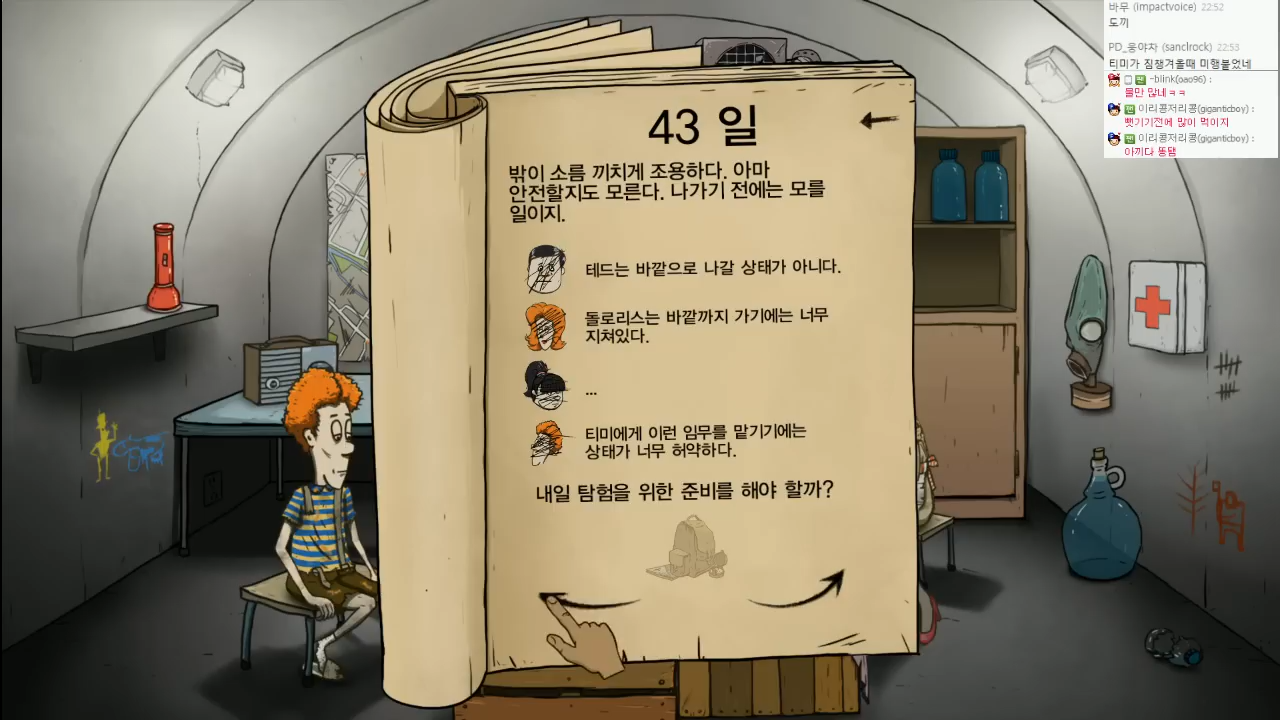 바무 (impactvoice) 22:52
도끼
PD_웅야차 (sanclrock) 22:53
티미가 짐챙겨올때 미행붙었네
~blink(oao96) :
물만 많네ㅋㅋ
이리콩저리콩(giganticboy) :
뺏기기전에 많이 먹이지
이리콩저리콩(giganticboy) :
아끼다 똥댐
43 일
밖이 소름 끼치게 조용하다. 아마
안전할지도 모른다. 나가기 전에는 모를
일이지.
테드는 바깥으로 나갈 상태가 아니다.
돌로리스는 바깥까지 가기에는 너무
지쳐있다.
...
티미에게 이런 임무를 맡기기에는
상태가 너무 허약하다.
내일 탐험을 위한 준비를 해야 할까?